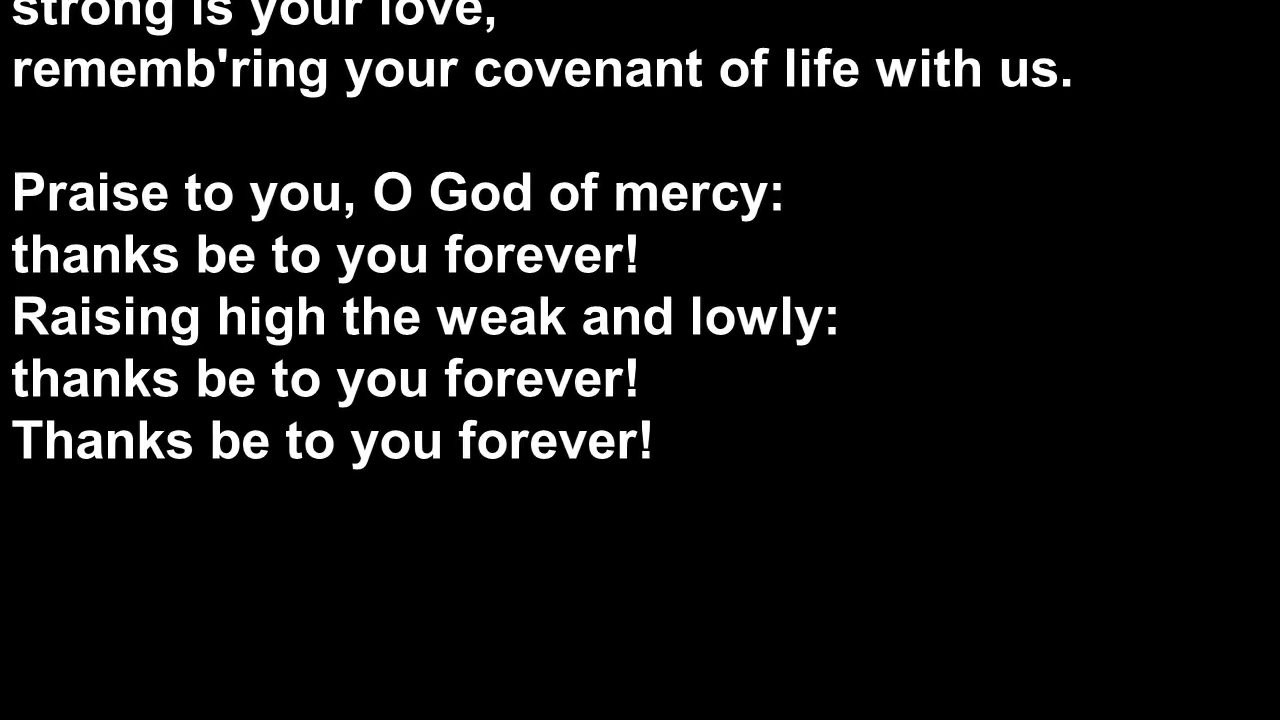 strong is your love,
rememb'ring your covenant of life with us.
Praise to you, O God of mercy:
thanks be to you forever!
Raising high the weak and lowly:
thanks be to you forever!
Thanks be to you forever!